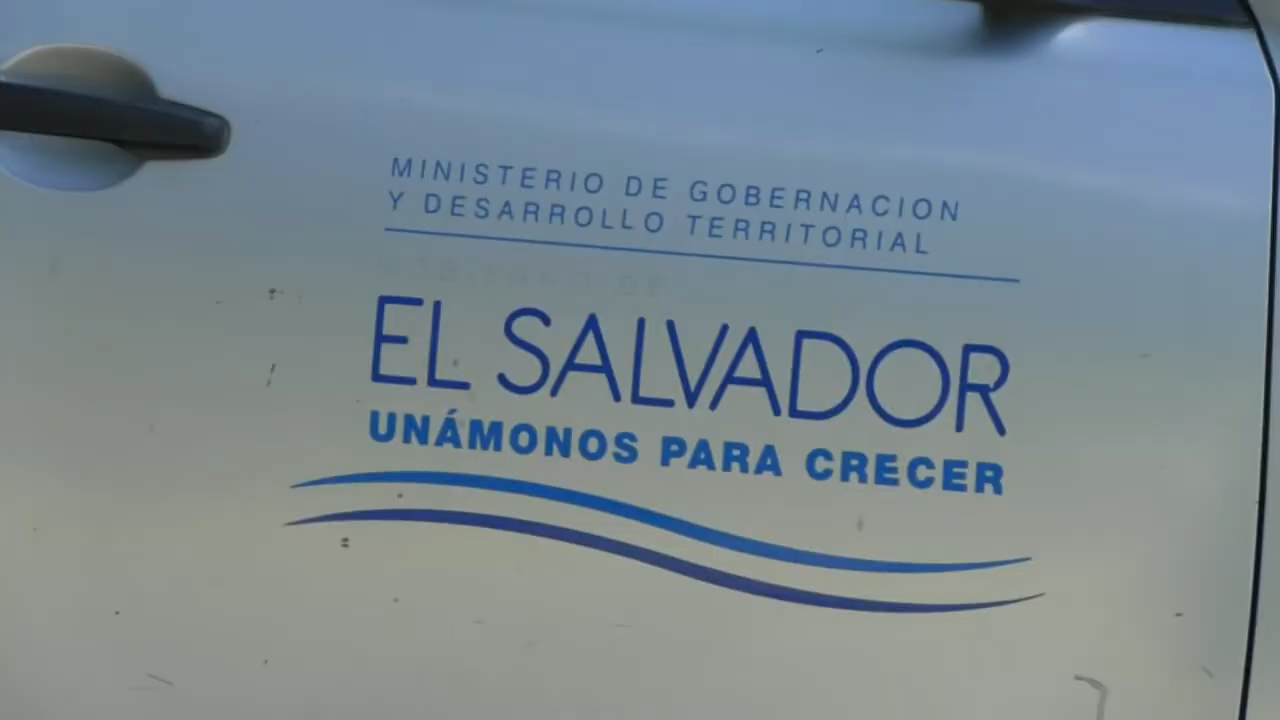 MINISTERIO DE GOBERNACION
Y DESARROLLO TERRITORIAL
EL SALVADOR
UNÁMONOS PARA CRECER